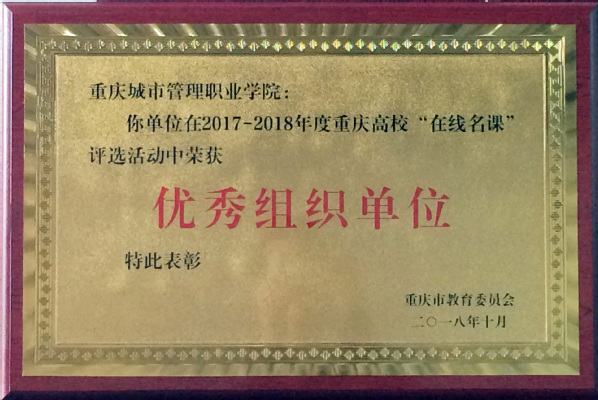 重庆城市管理职业学院：
你单位在2017-2018年度重庆高校“在线名课”
评选活动中荣获
优秀组织单位
特此表彰
重庆市教育委员会
二〇一八年十月